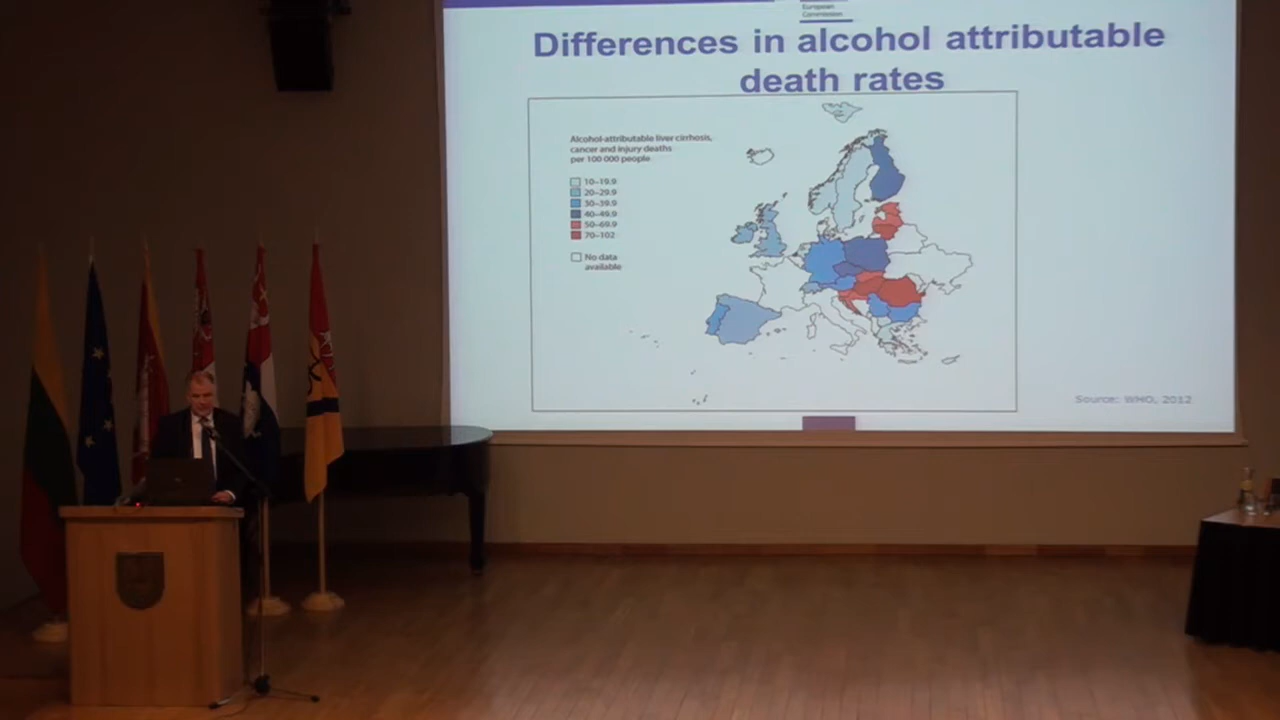 European
Commission
Differences in alcohol attributable
death rates
Alcohol-attributable liver cirrhosis,
cancer and injury deaths
per 100 000 people
10–19.9
20–29.9
30–39.9
40–49.9
50–69.9
70–102
No data
available
Source: WHO, 2012